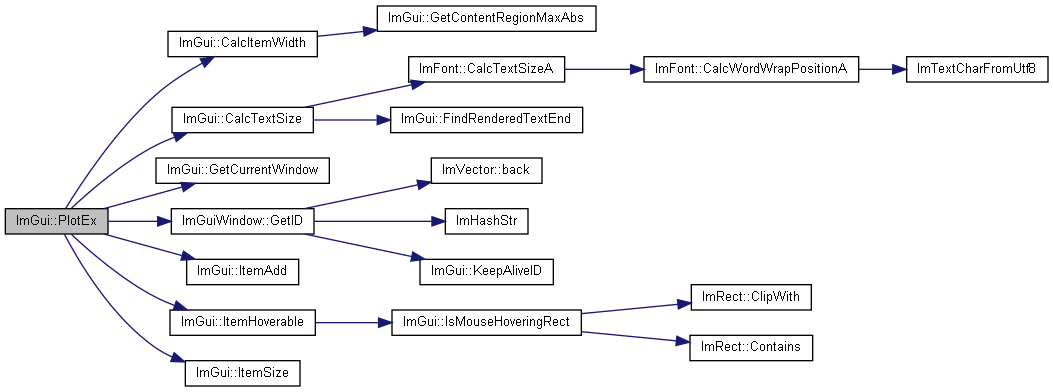 ImGui::GetContentRegionMaxAbs
ImGui::CalcItemWidth
ImFont::CalcTextSizeA
ImFont::CalcWordWrapPositionA
ImTextCharFromUtf8
ImGui::CalcTextSize
ImGui::FindRenderedTextEnd
ImGui::GetCurrentWindow
ImVector::back
ImGui::PlotEx
ImGuiWindow::GetID
ImHashStr
ImGui::ItemAdd
ImGui::KeepAliveID
ImRect::ClipWith
ImGui::ItemHoverable
ImGui::IsMouseHoveringRect
ImRect::Contains
ImGui::ItemSize